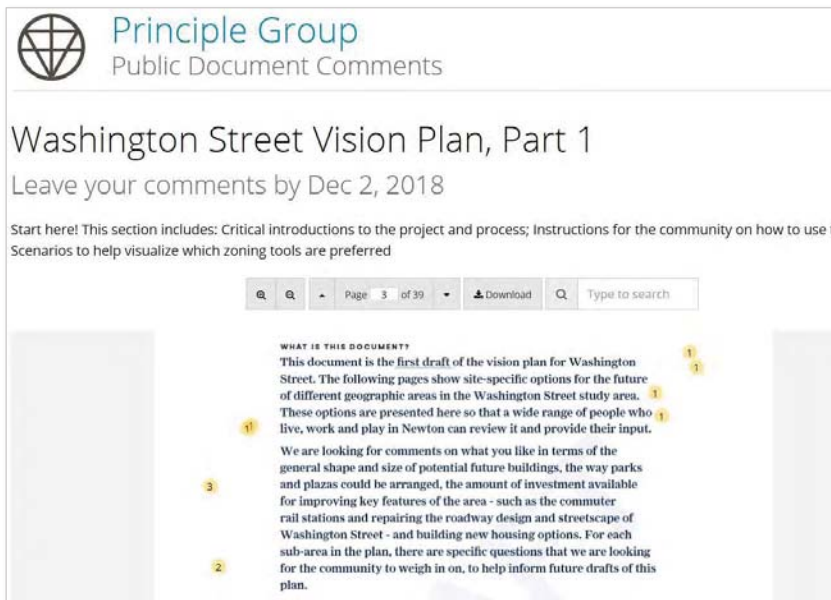 Principle Group
Public Document Comments
Washington Street Vision Plan, Part 1
Leave your comments by Dec 2, 2018
Start here! This section includes: Critical introductions to the project and process; Instructions for the community on how to use
Scenarios to help visualize which zoning tools are preferred
Page 3 of 39 Download Type to search
WHAT IS THIS DOCUMENT?
This document is the first draft of the vision plan for Washington
Street. The following pages show site-specific options for the future
of different geographic areas in the Washington Street study area.
These options are presented here so that a wide range of people who
live, work and play in Newton can review it and provide their input.
We are looking for comments on what you like in terms of the
general shape and size of potential future buildings, the way parks
and plazas could be arranged, the amount of investment available
for improving key features of the area - such as the commuter
rail stations and repairing the roadway design and streetscape of
Washington Street - and building new housing options. For each
sub-area in the plan, there are specific questions that we are looking
for the community to weigh in on, to help inform future drafts of this
plan.
1
1
1
1
3
2